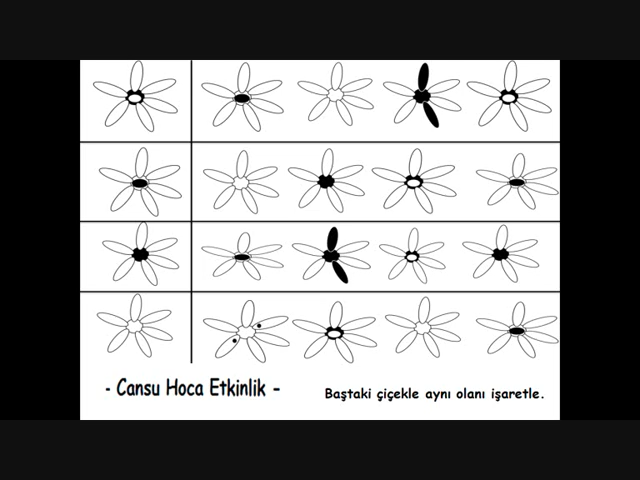 - Cansu Hoca Etkinlik -
Baştaki çiçekle aynı olanı işaretle.